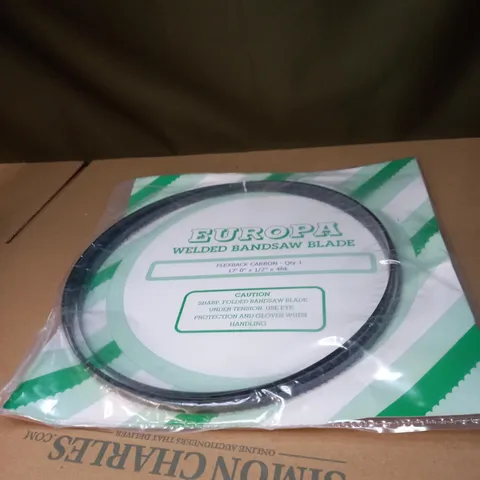 EUROPA
WELDED BANDSAW BLADE
FLEXBACK CARBON - Qty 1
CAUTION
SHARP, FOLDED BANDSAW BLADE
UNDER TENSION. USE EYE
PROTECTION AND GLOVES WHEN
HANDLING
SIMON CHARLES
ONLINE AUCTIONEERS THAT DELIVER
.COM